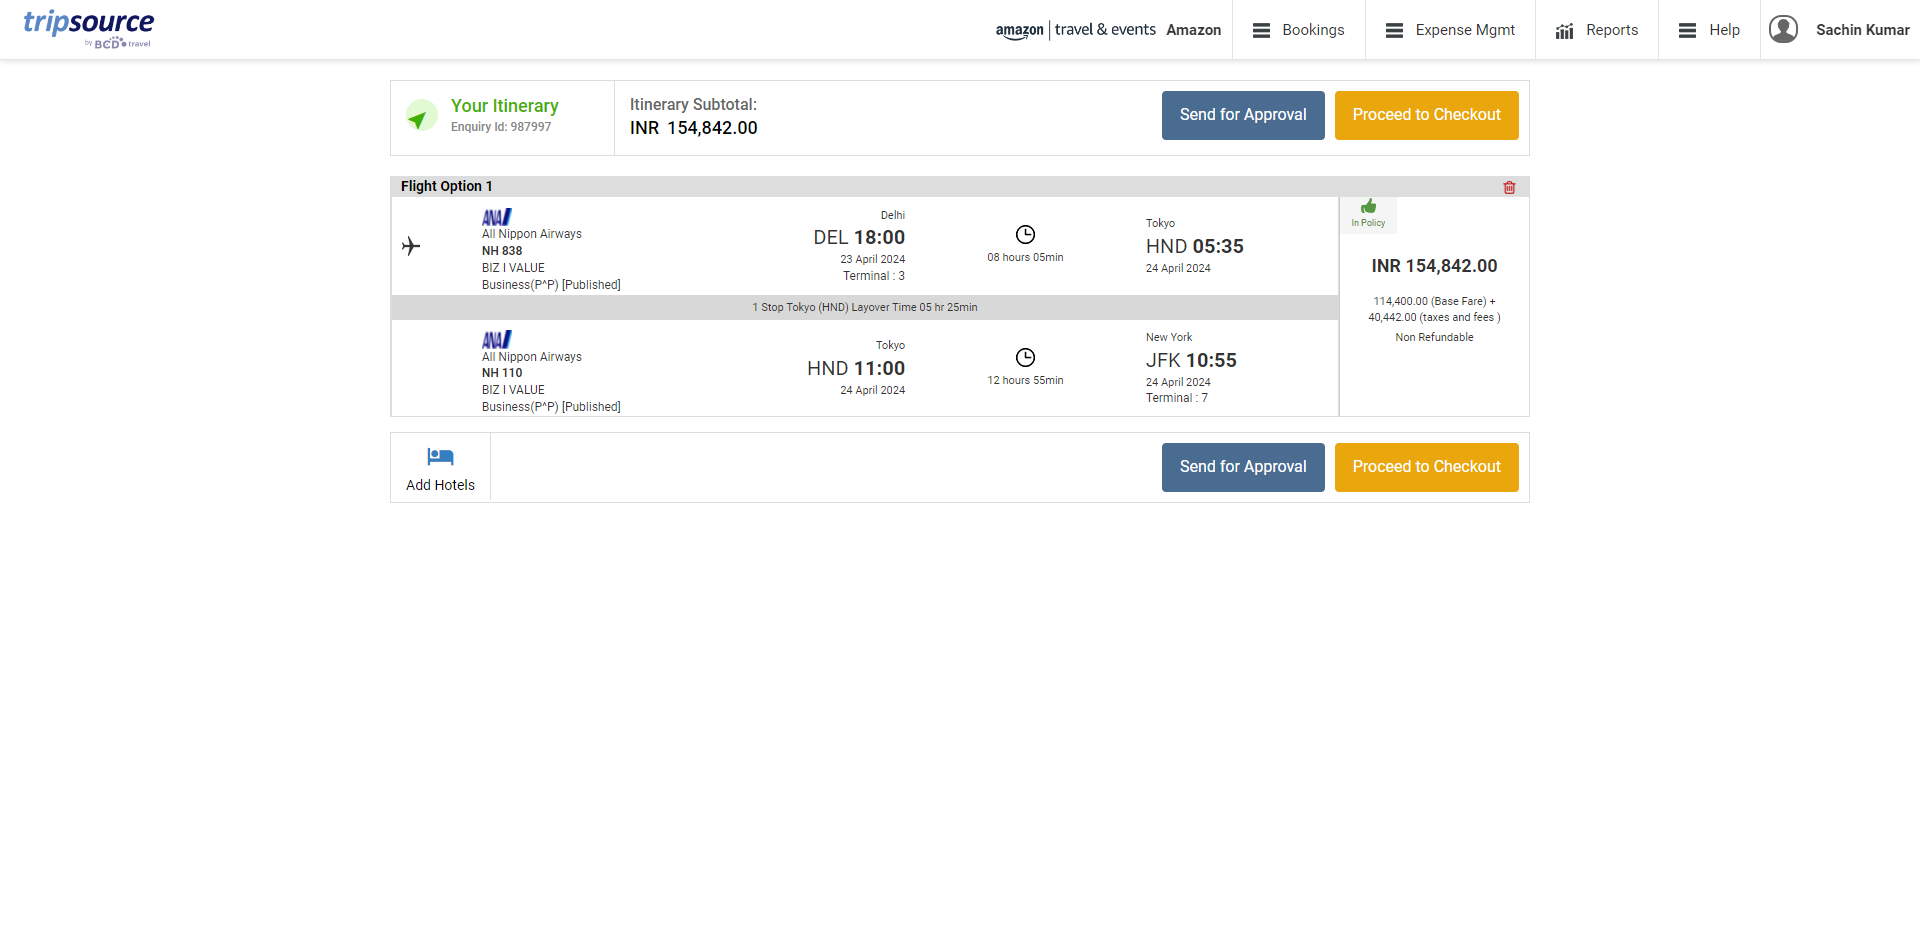 tripsource
by BCD travel
amazon | travel & events Amazon
Bookings
Expense Mgmt
Reports
Help
Sachin Kumar
Your Itinerary
Enquiry Id: 987997
Itinerary Subtotal:
INR 154,842.00
Send for Approval
Proceed to Checkout
Flight Option 1
ANA
All Nippon Airways
NH 838
BIZ I VALUE
Business(P^P) [Published]
Delhi
DEL 18:00
23 April 2024
Terminal : 3
08 hours 05min
Tokyo
HND 05:35
24 April 2024
In Policy
INR 154,842.00
114,400.00 (Base Fare) +
40,442.00 (taxes and fees )
Non Refundable
1 Stop Tokyo (HND) Layover Time 05 hr 25min
ANA
All Nippon Airways
NH 110
BIZ I VALUE
Business(P^P) [Published]
Tokyo
HND 11:00
24 April 2024
12 hours 55min
New York
JFK 10:55
24 April 2024
Terminal : 7
Add Hotels
Send for Approval
Proceed to Checkout